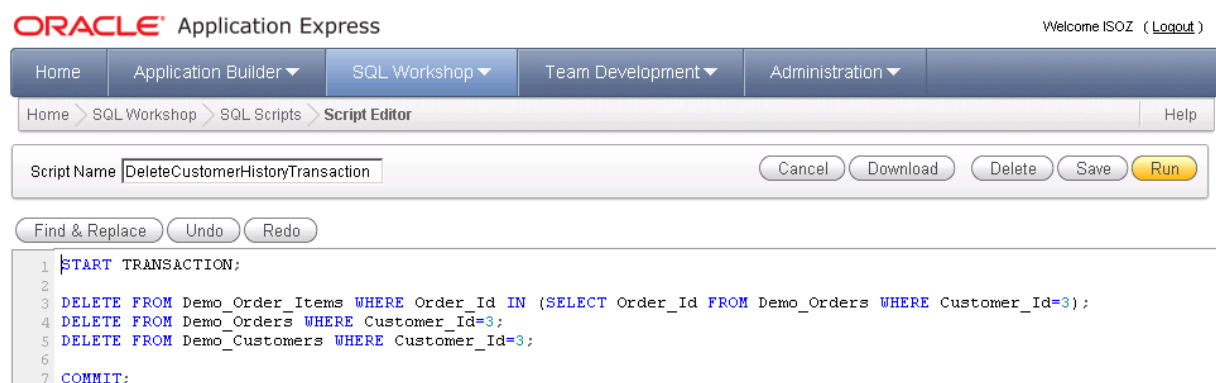 ORACLE Application Express
Welcome ISOZ ( Logout )
Home Application Builder SQL Workshop Team Development Administration
Home SQL Workshop SQL Scripts Script Editor Help
Script Name DeleteCustomerHistoryTransaction Cancel Download Delete Save Run
Find & Replace Undo Redo
1 START TRANSACTION;
2
3 DELETE FROM Demo_Order_Items WHERE Order_Id IN (SELECT Order_Id FROM Demo_Orders WHERE Customer_Id=3);
4 DELETE FROM Demo_Orders WHERE Customer_Id=3;
5 DELETE FROM Demo_Customers WHERE Customer_Id=3;
6
7 COMMIT;